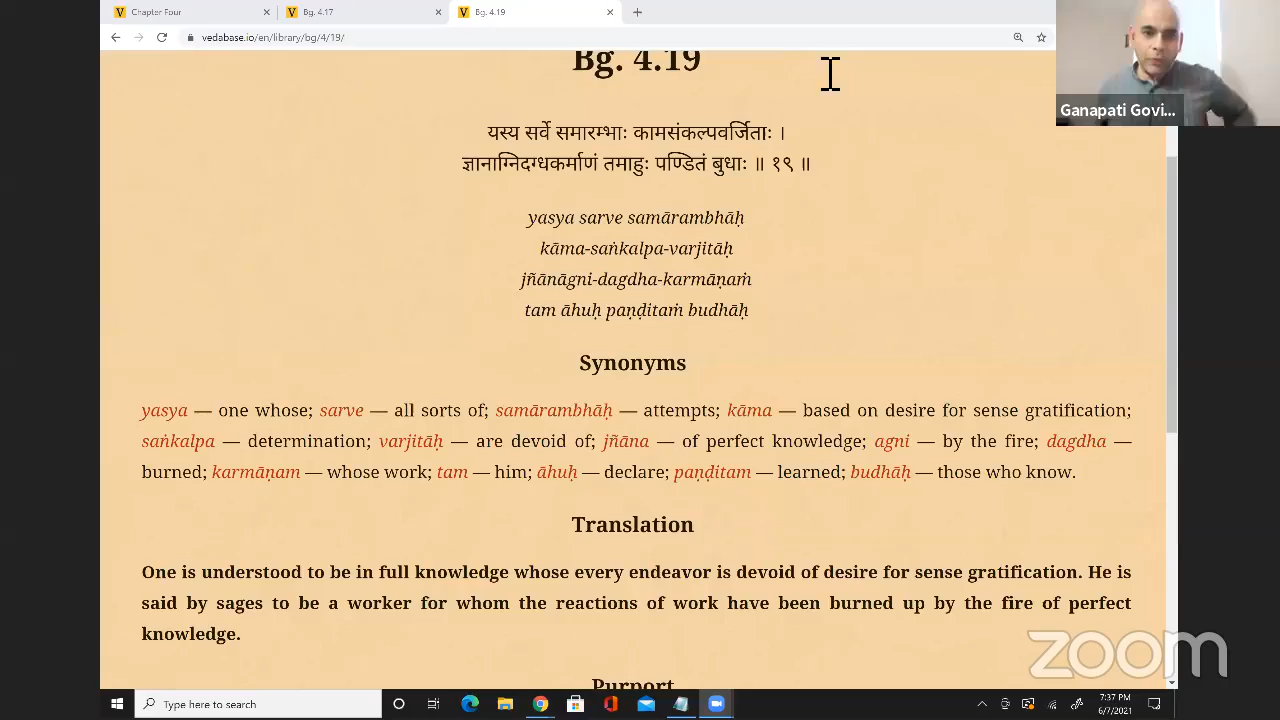 Chapter Four
Bg. 4.17
Bg. 4.19
vedabase.io/en/library/bg/4/19/
Ganapati Govi...
Bg. 4.19
यस्य सर्वे समारम्भाः कामसंकल्पवर्जिताः ।
ज्ञानाग्निदग्धकर्माणं तमाहुः पण्डितं बुधाः ॥ १९ ॥
yasya sarve samārambhāḥ
kāma-saṅkalpa-varjitāḥ
jñānāgni-dagdha-karmāṇaṁ
tam āhuḥ paṇḍitaṁ budhāḥ
Synonyms
yasya — one whose; sarve — all sorts of; samārambhāḥ — attempts; kāma — based on desire for sense gratification;
saṅkalpa — determination; varjitāḥ — are devoid of; jñāna — of perfect knowledge; agni — by the fire; dagdha —
burned; karmāṇam — whose work; tam — him; āhuḥ — declare; paṇḍitam — learned; budhāḥ — those who know.
Translation
One is understood to be in full knowledge whose every endeavor is devoid of desire for sense gratification. He is
said by sages to be a worker for whom the reactions of work have been burned up by the fire of perfect
knowledge.
Purport
zoom
Type here to search
7:37 PM
6/7/2021